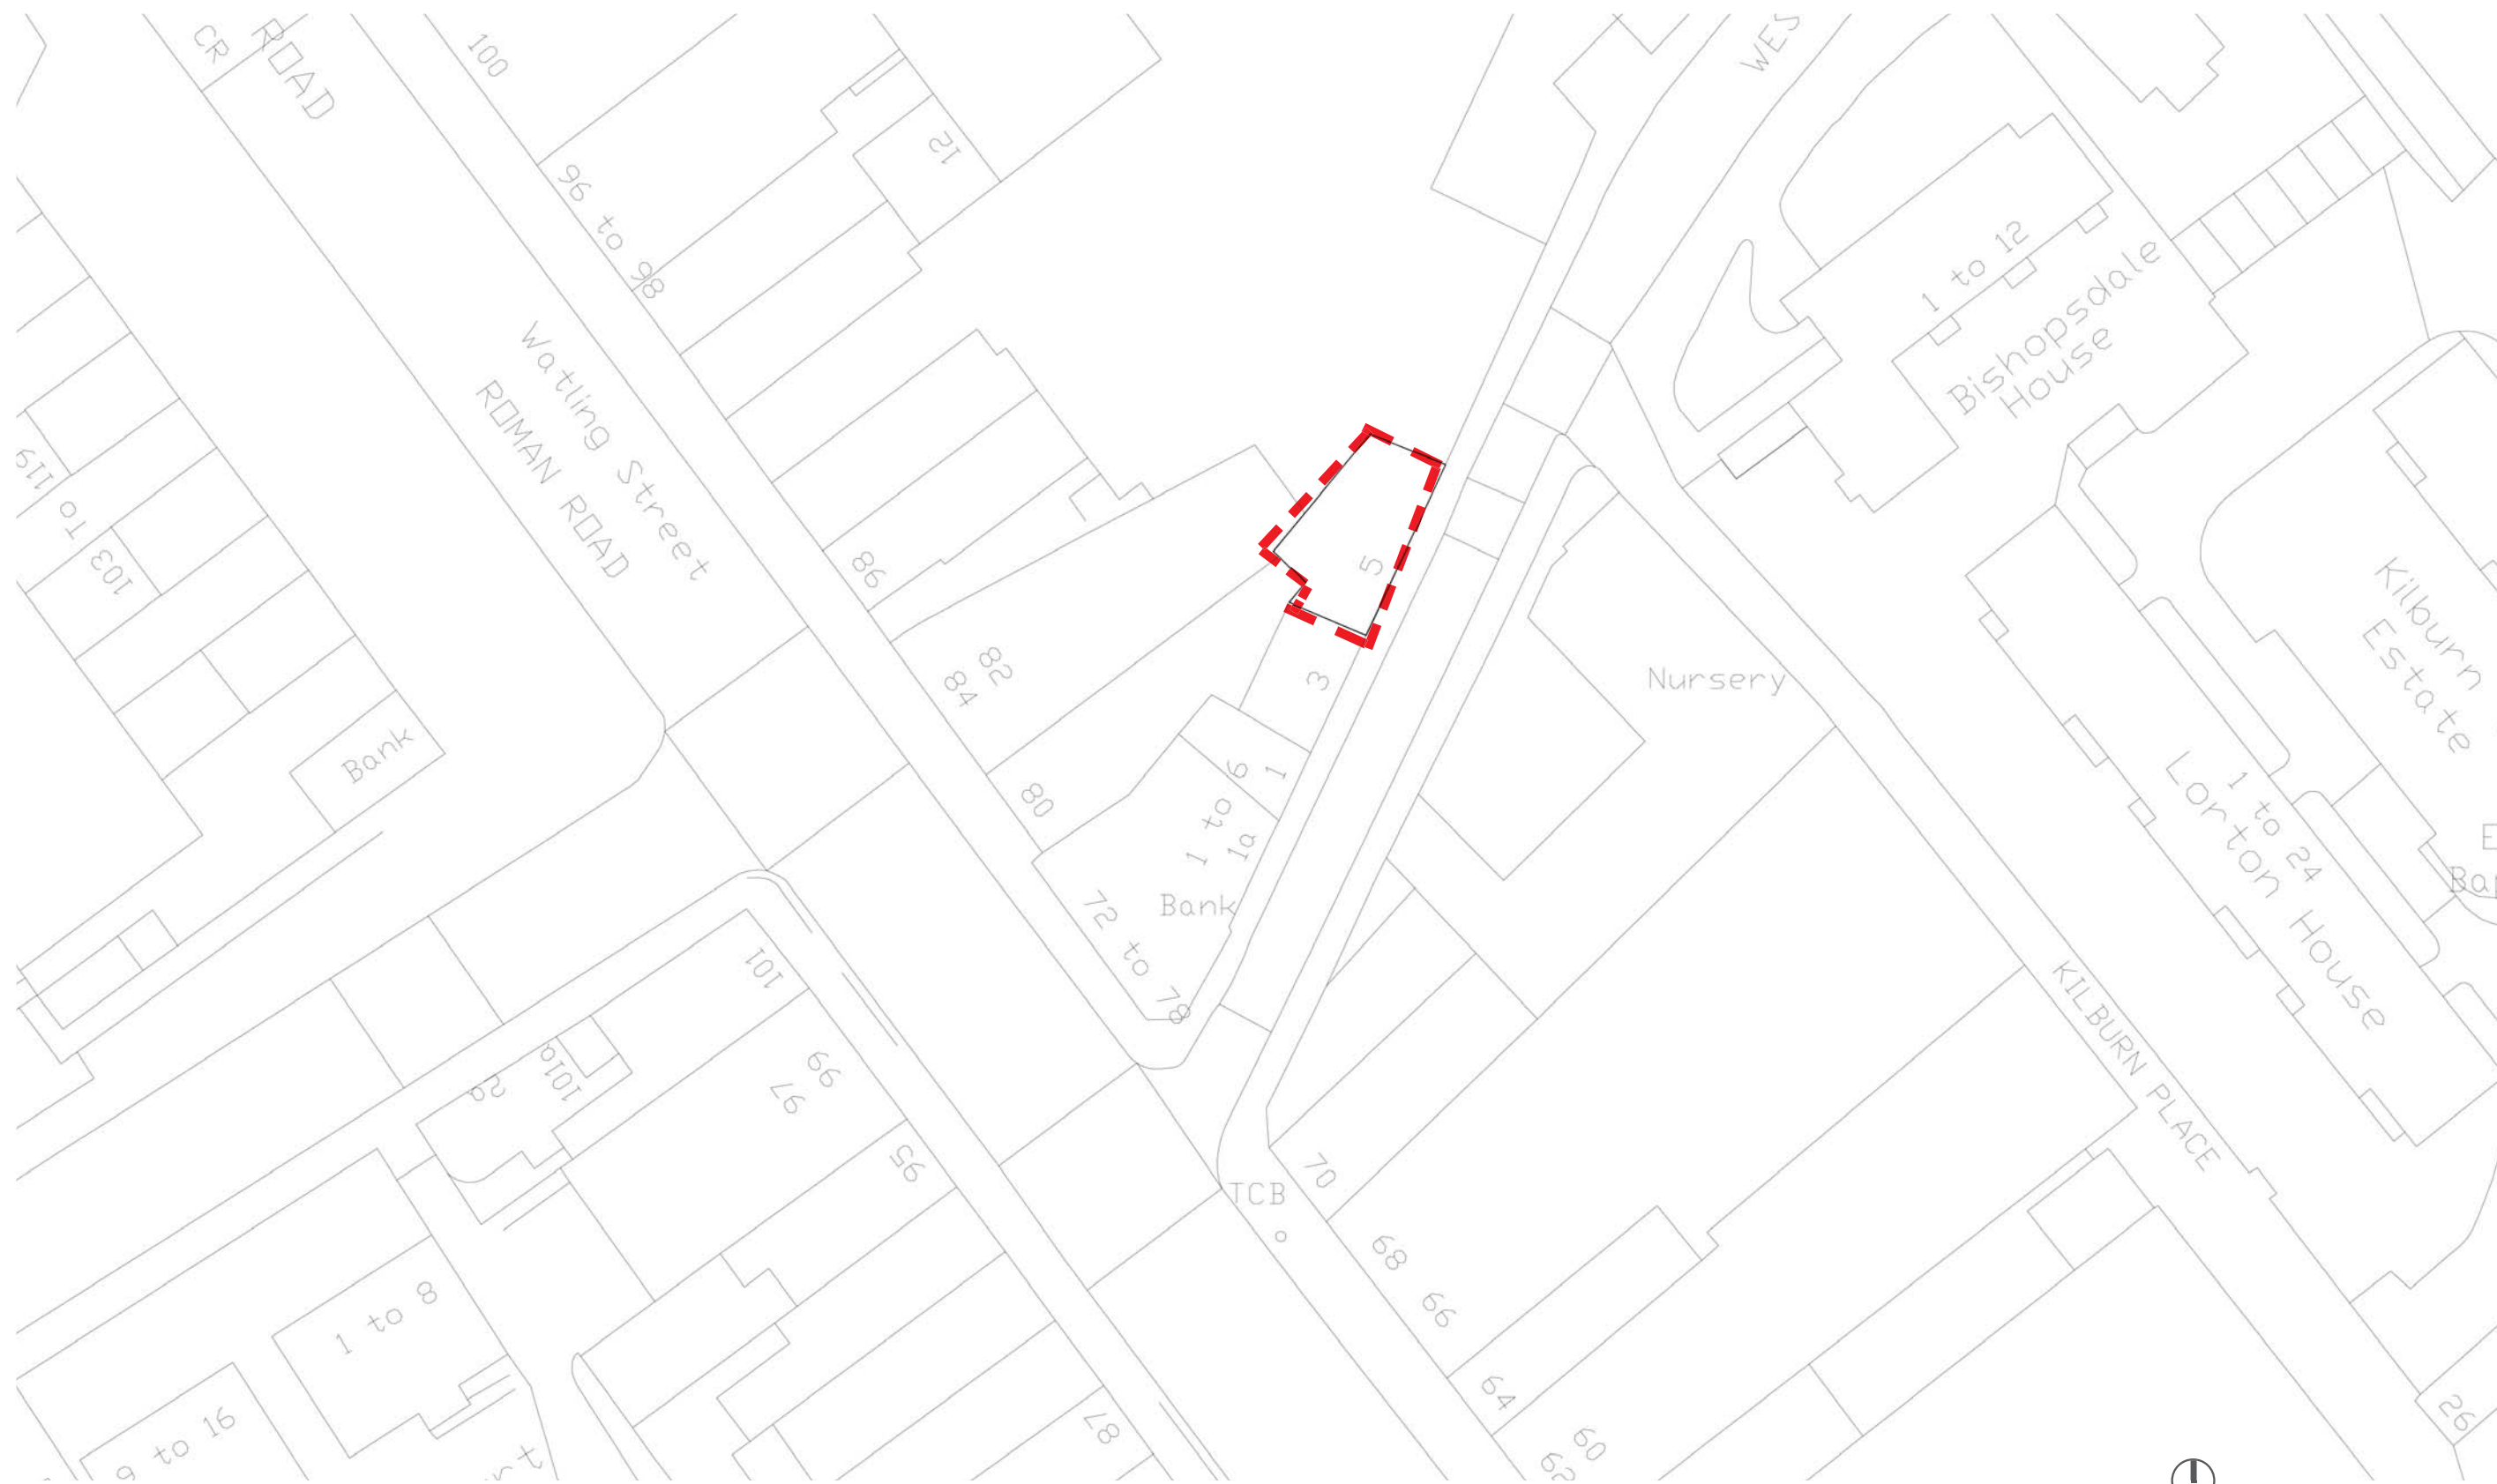 CR
ROAD
100
WES
12
96 to 98
1 to 12
Bishopsdale
House
Watling Street
ROMAN ROAD
119
103 to
86
5
Kilburn
Estate
82
84
3
Nursery
Bank
80
1 to 9
1
1a
1 to 24
Lorton House
Bank
72 to 78
101
KILBURN PLACE
101a
2a
99
97
95
70
TCB
68
66
1 to 8
64
26
to 16
87
60
62